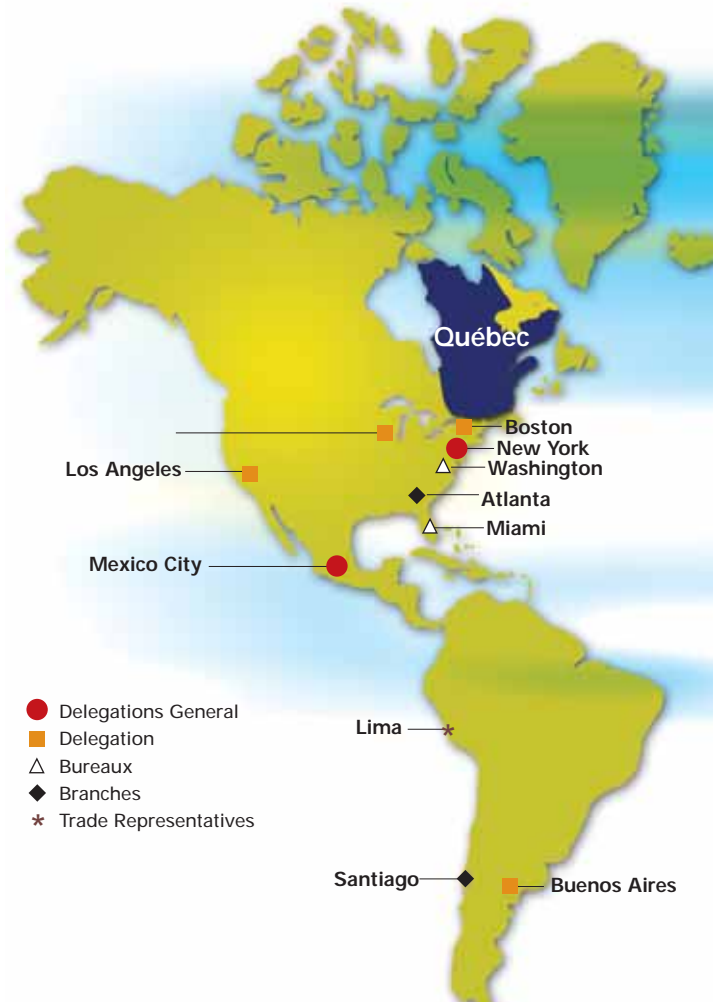 Québec
Boston
New York
Los Angeles
Washington
Atlanta
Miami
Mexico City
Delegations General
Delegation
Lima
Bureaux
Branches
Trade Representatives
Santiago
Buenos Aires